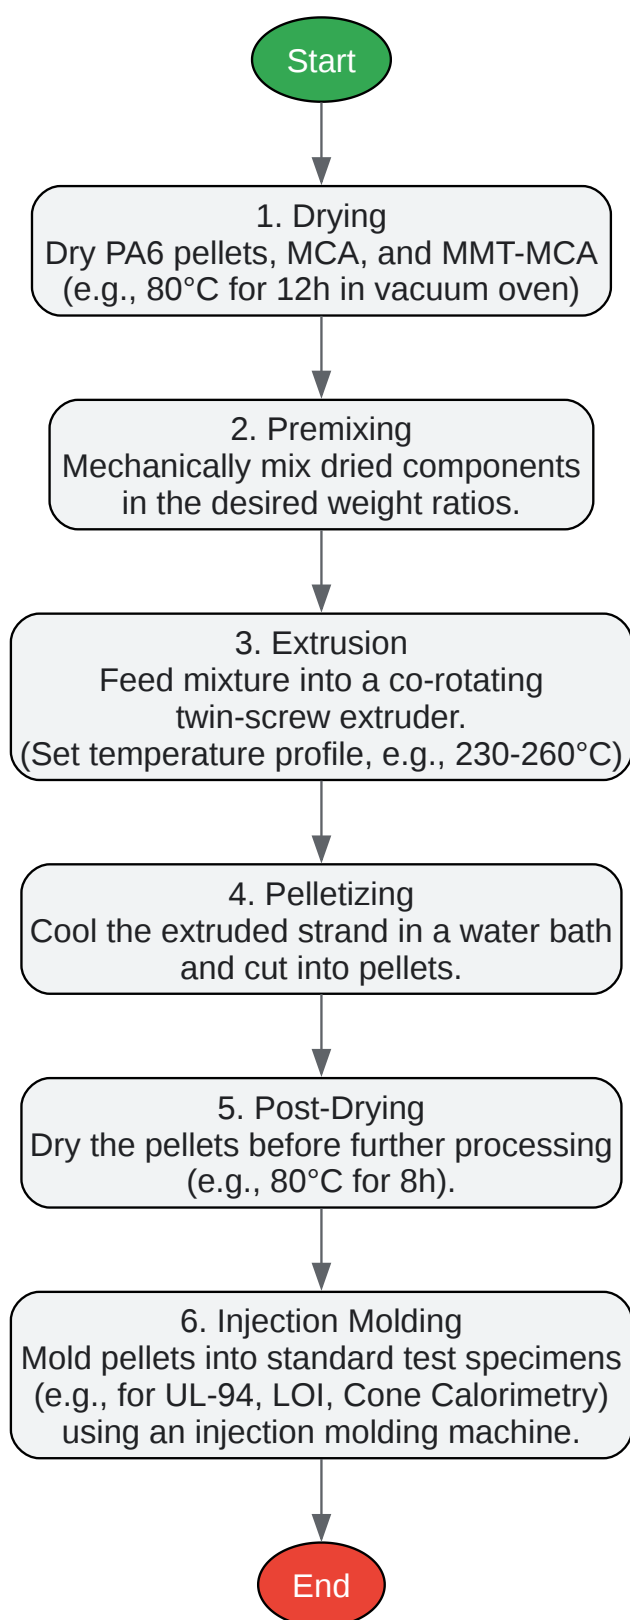 Start
1. Drying
Dry PA6 pellets, MCA, and MMT-MCA
(e.g., 80°C for 12h in vacuum oven)
2. Premixing
Mechanically mix dried components
in the desired weight ratios.
3. Extrusion
Feed mixture into a co-rotating
twin-screw extruder.
(Set temperature profile, e.g., 230-260°C)
4. Pelletizing
Cool the extruded strand in a water bath
and cut into pellets.
5. Post-Drying
Dry the pellets before further processing
(e.g., 80°C for 8h).
6. Injection Molding
Mold pellets into standard test specimens
(e.g., for UL-94, LOI, Cone Calorimetry)
using an injection molding machine.
End